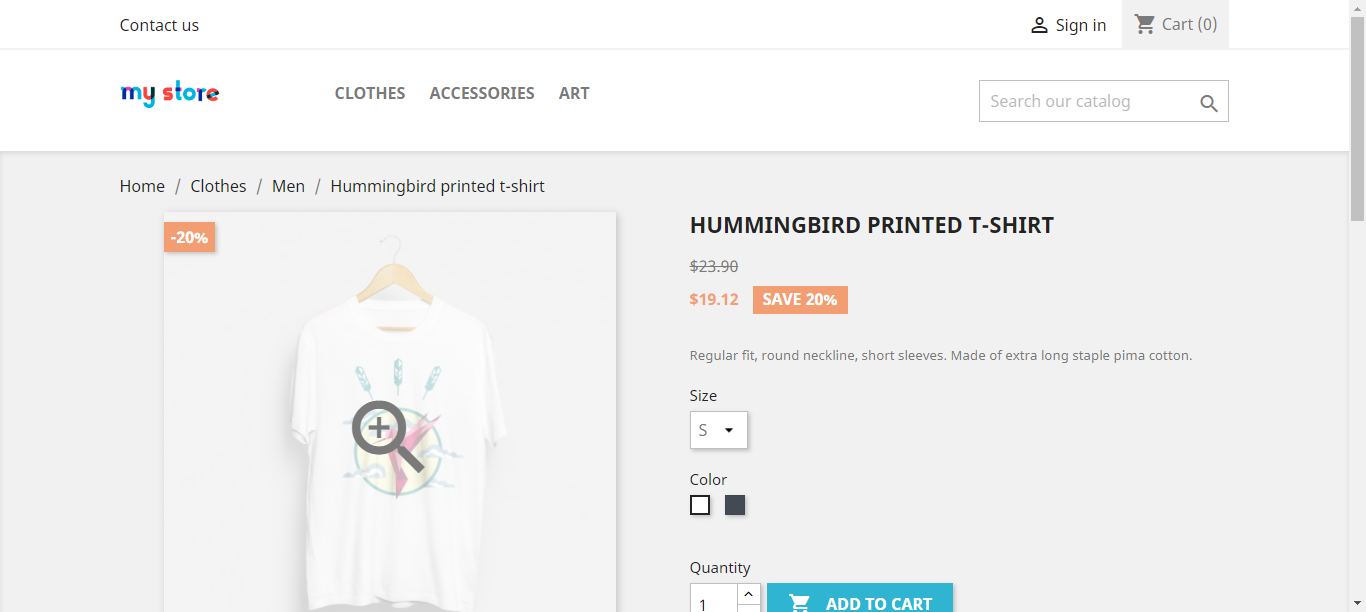 Contact us
Sign in
Cart (0)
my store
CLOTHES
ACCESSORIES
ART
Search our catalog
Home / Clothes / Men / Hummingbird printed t-shirt
-20%
HUMMINGBIRD PRINTED T-SHIRT
$23.90
$19.12 SAVE 20%
Regular fit, round neckline, short sleeves. Made of extra long staple pima cotton.
Size
S
Color
Quantity
1
ADD TO CART